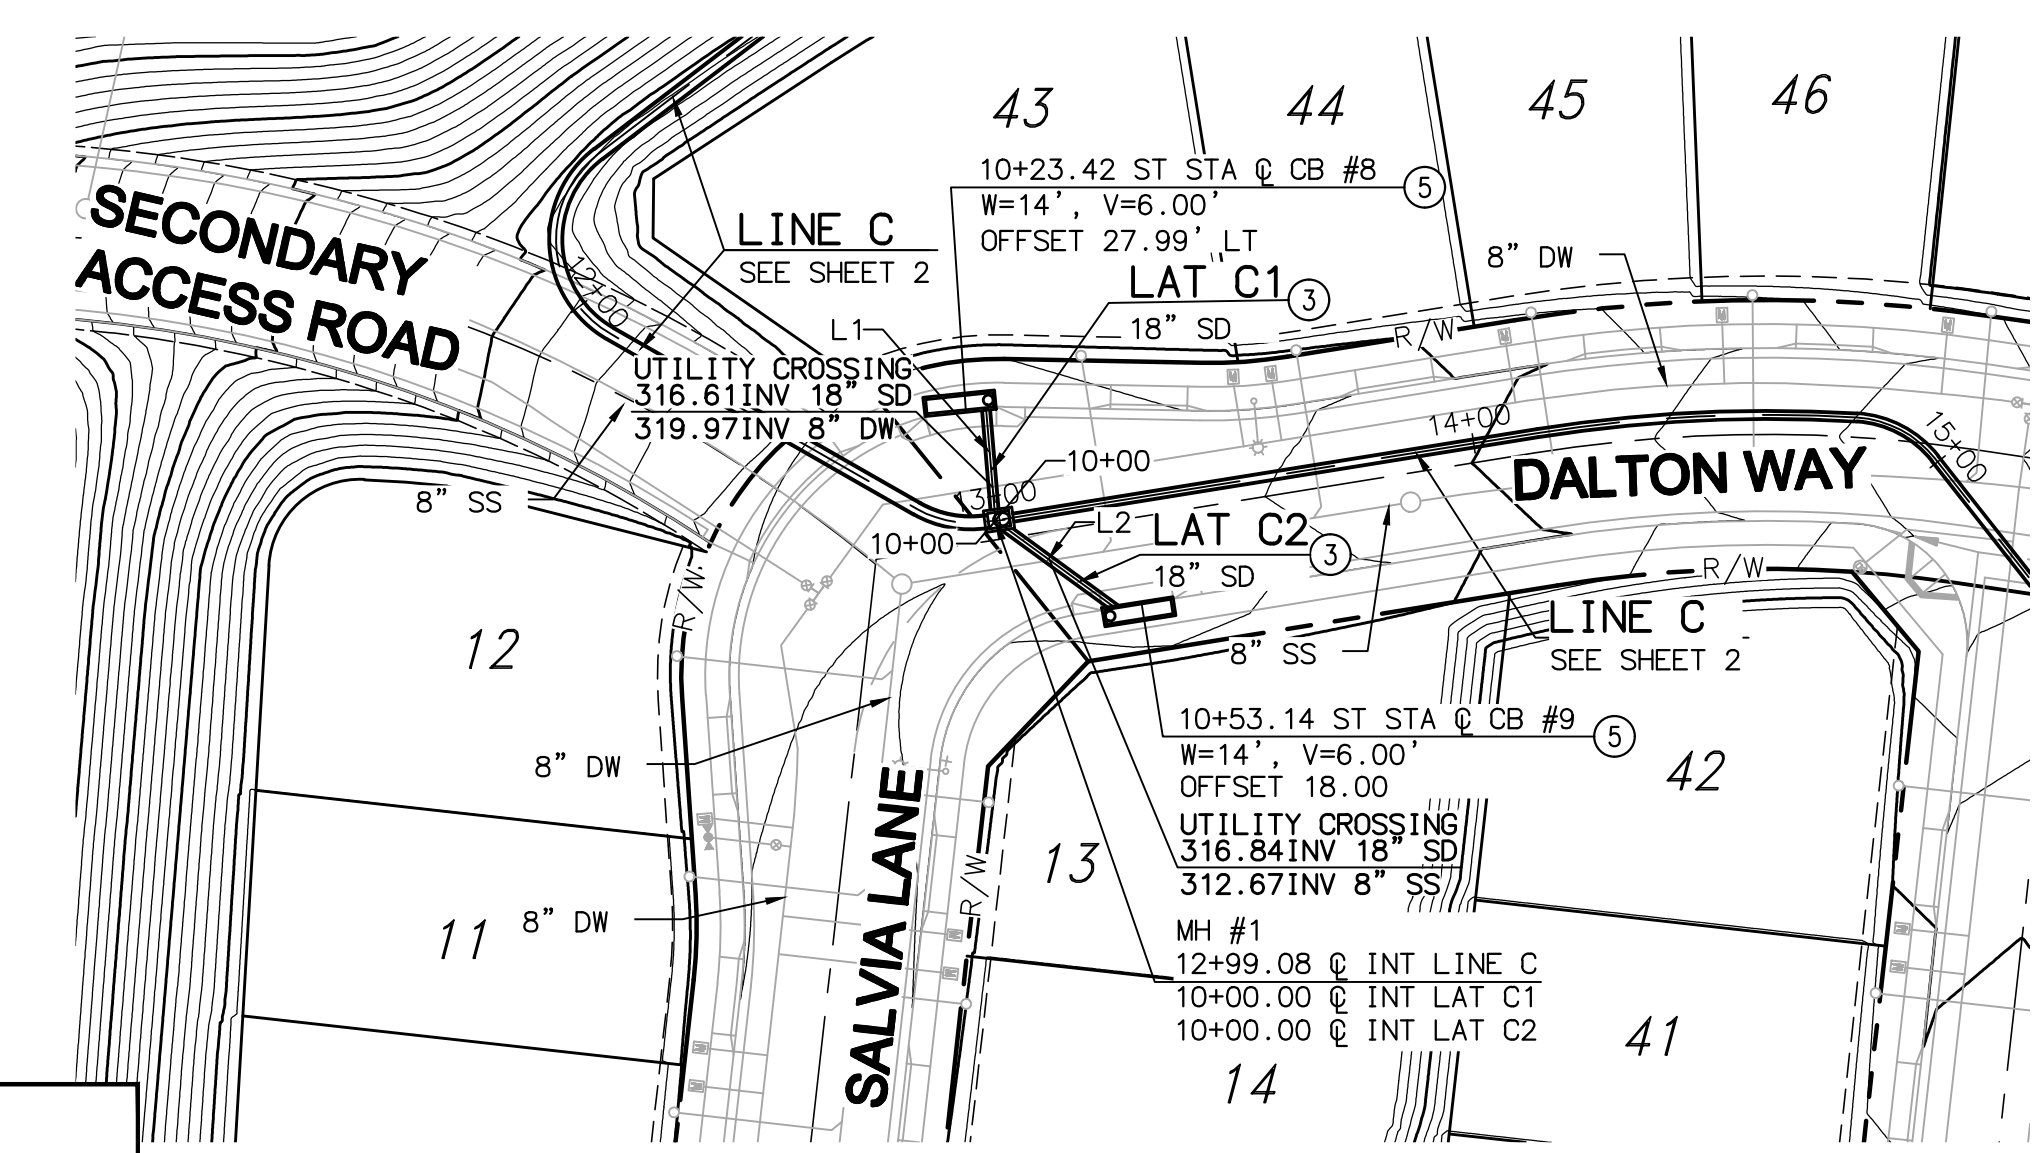 43
44
45
46
10+23.42 ST STA ℄ CB #8
5
W=14', V=6.00'
OFFSET 27.99' LT
SECONDARY
ACCESS ROAD
LINE C
SEE SHEET 2
8" DW
12+00
LAT C1
3
18" SD
L1
R/W
UTILITY CROSSING
316.61INV 18" SD
319.97INV 8" DW
14+00
15+00
10+00
DALTON WAY
8" SS
13+00
L2
LAT C2
3
10+00
18" SD
R/W
R/W
12
LINE C
SEE SHEET 2
8" SS
10+53.14 ST STA ℄ CB #9
5
W=14', V=6.00'
OFFSET 18.00
8" DW
42
UTILITY CROSSING
316.84INV 18" SD
312.67INV 8" SS
13
R/W
SALVIA LANE
11
8" DW
MH #1
12+99.08 ℄ INT LINE C
10+00.00 ℄ INT LAT C1
10+00.00 ℄ INT LAT C2
41
14